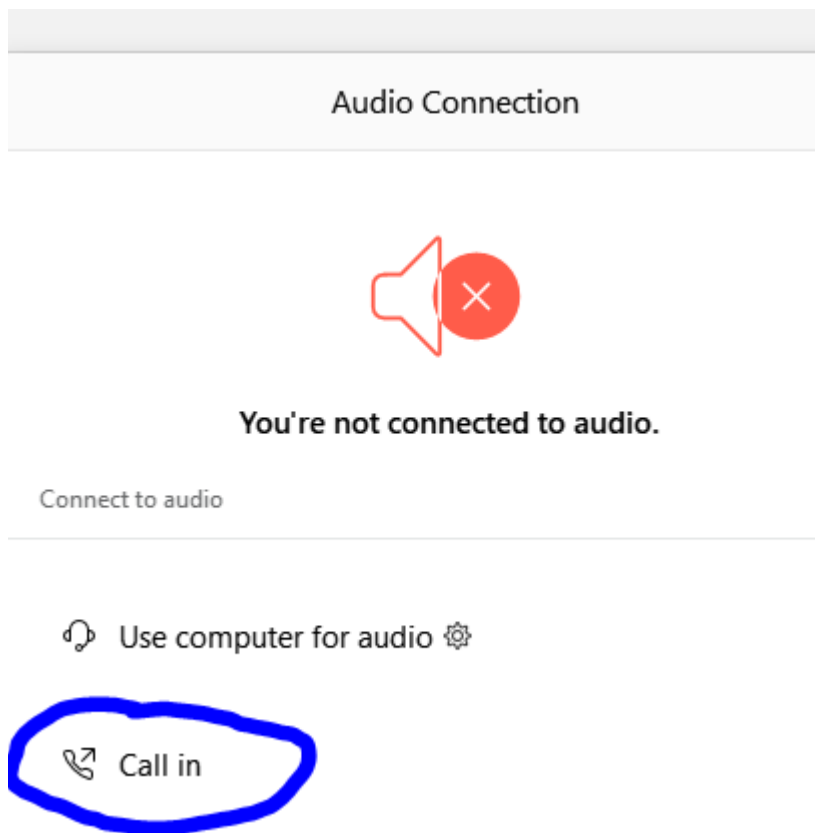 Audio Connection
You're not connected to audio.
Connect to audio
Use computer for audio
Call in